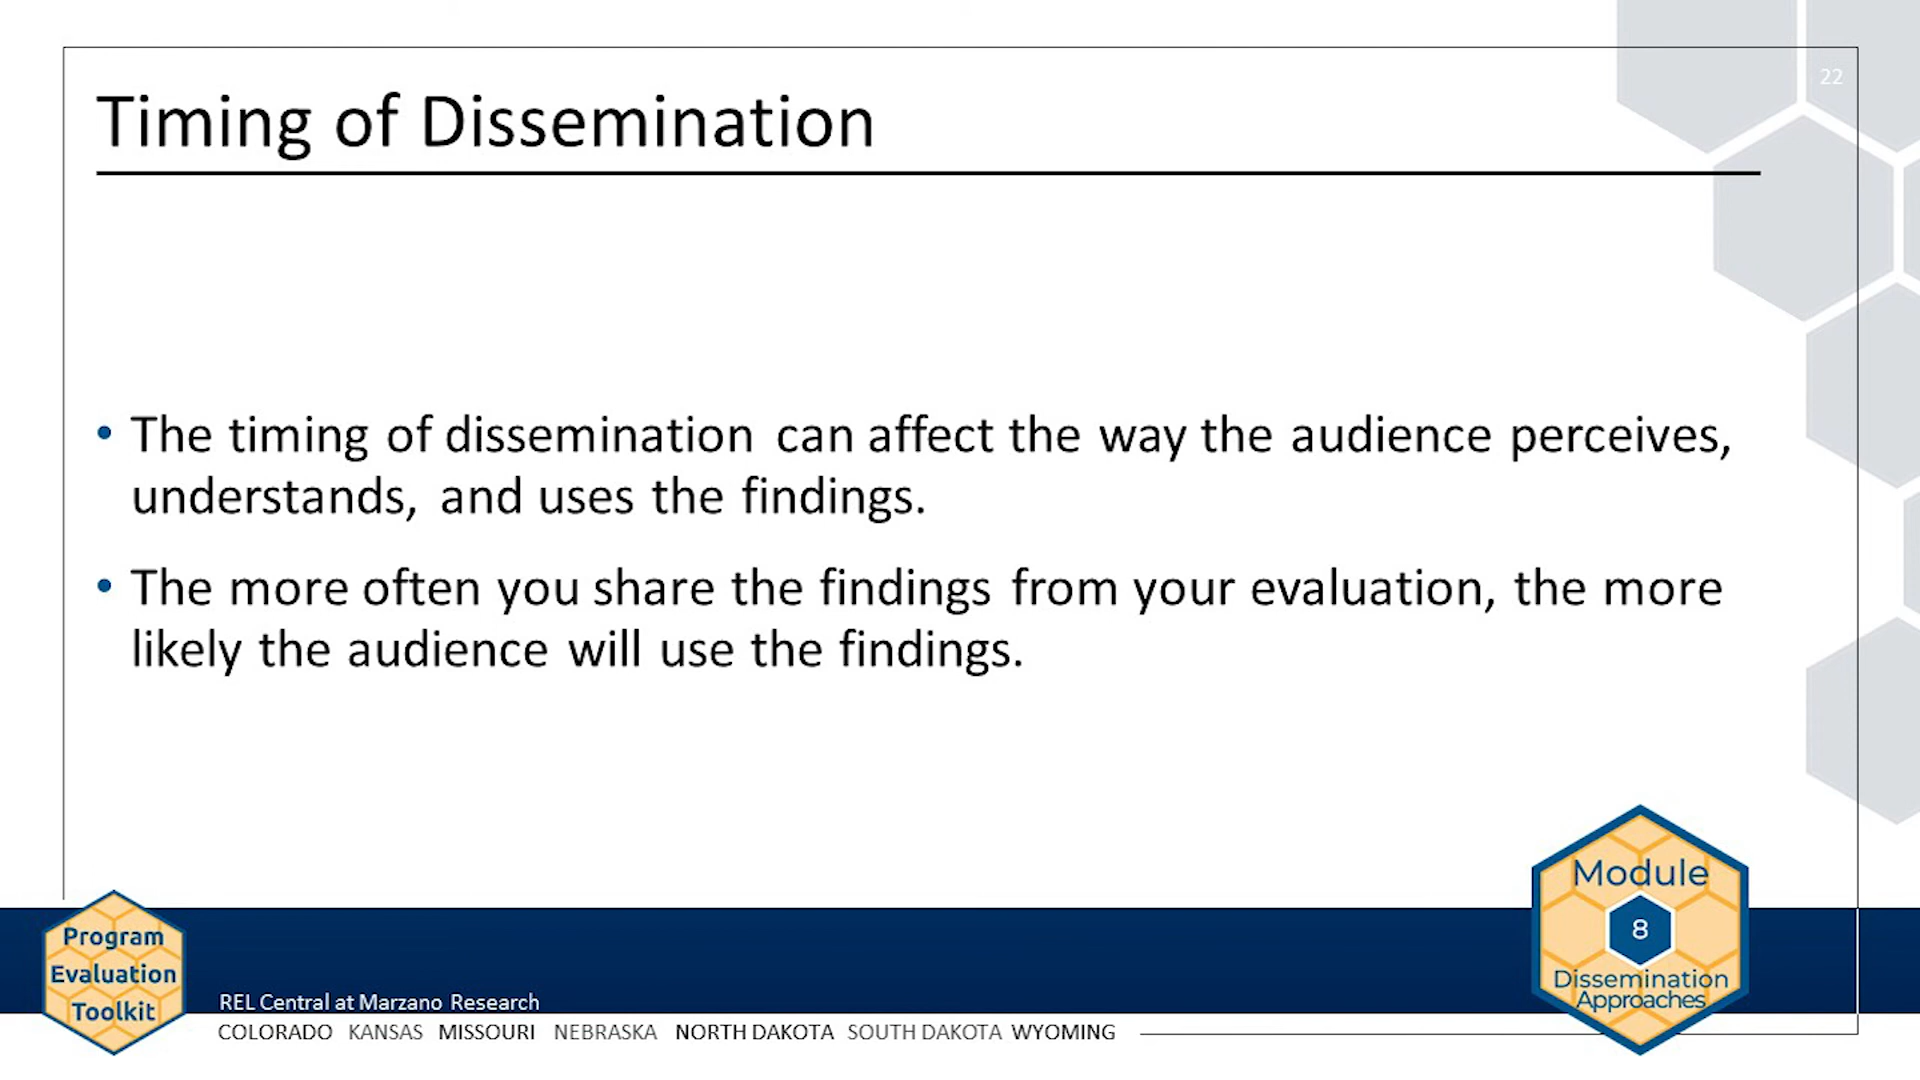 22
Timing of Dissemination
• The timing of dissemination can affect the way the audience perceives,
understands, and uses the findings.
• The more often you share the findings from your evaluation, the more
likely the audience will use the findings.
Program
Evaluation
Toolkit
REL Central at Marzano Research
COLORADO KANSAS MISSOURI NEBRASKA NORTH DAKOTA SOUTH DAKOTA WYOMING
Module
8
Dissemination
Approaches